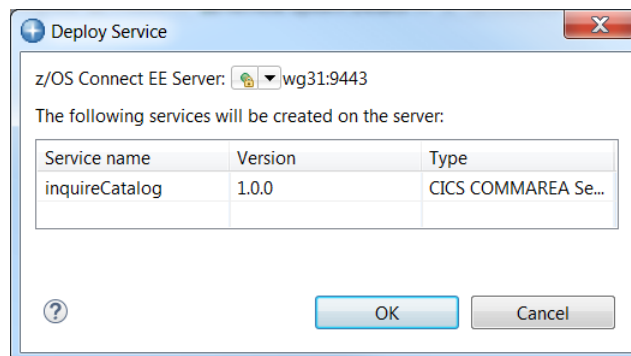 Deploy Service
z/OS Connect EE Server: wg31:9443
The following services will be created on the server:
Service name Version Type
inquireCatalog 1.0.0 CICS COMMAREA Se...
? OK Cancel